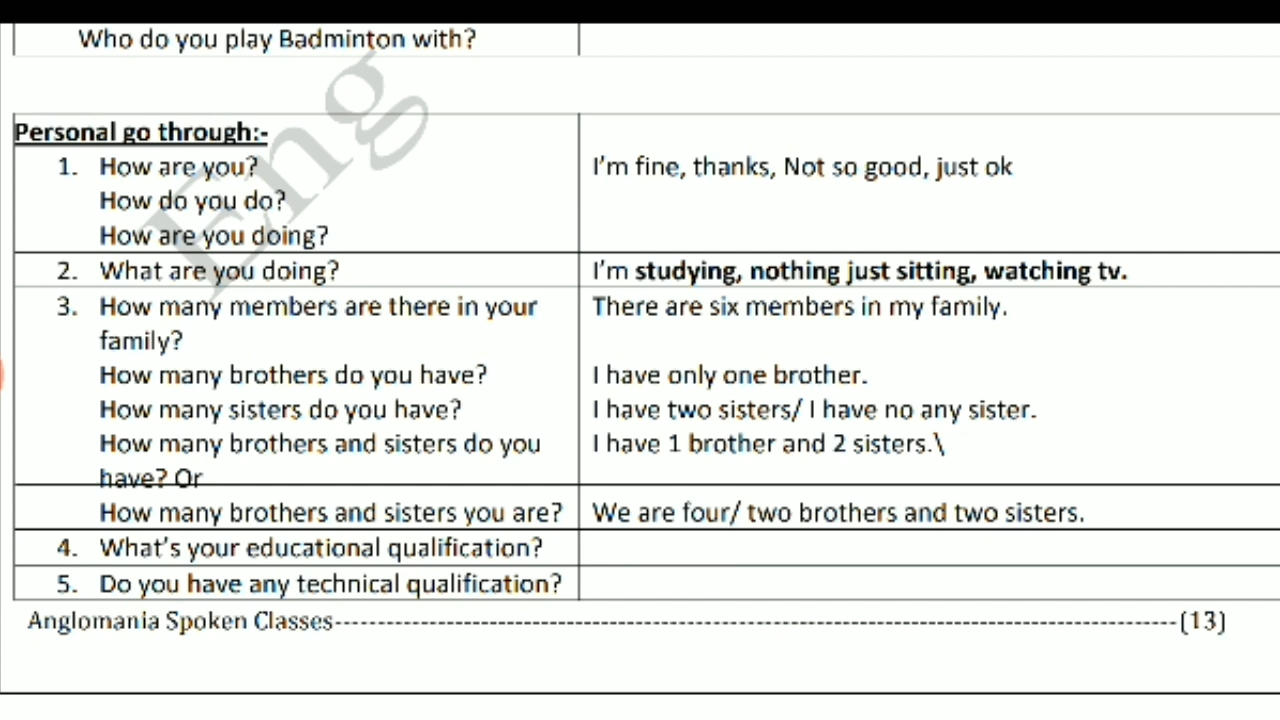 Who do you play Badminton with?
Eng
Personal go through:-
1. How are you? I'm fine, thanks, Not so good, just ok
How do you do?
How are you doing?
2. What are you doing? I'm studying, nothing just sitting, watching tv.
3. How many members are there in your There are six members in my family.
family?
How many brothers do you have? I have only one brother.
How many sisters do you have? I have two sisters/ I have no any sister.
How many brothers and sisters do you I have 1 brother and 2 sisters.\
have? Or
How many brothers and sisters you are? We are four/ two brothers and two sisters.
4. What's your educational qualification?
5. Do you have any technical qualification?
Anglomania Spoken Classes--------------------------------------------------------------------------------------------------(13)